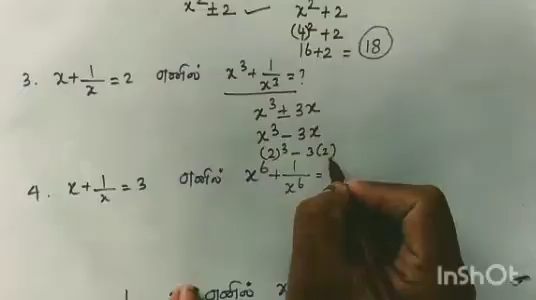 x² ± 2 ✓ x² + 2
(4)² + 2
16 + 2 = 18
3. x + 1/x = 2 எனில் x³ + 1/x³ = ?
x³ ± 3x
x³ - 3x
(2)³ - 3(2)
4. x + 1/x = 3 எனில் x⁶ + 1/x⁶ =
எனில்
InShOt